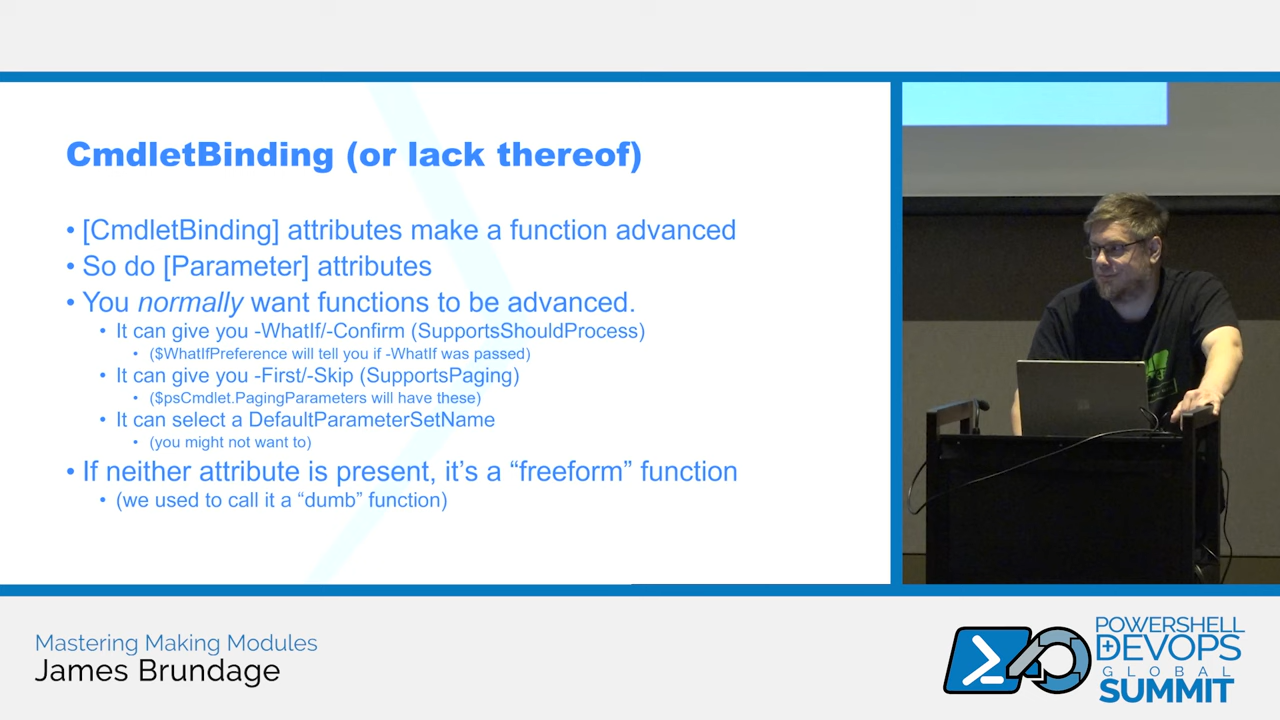 CmdletBinding (or lack thereof)
• [CmdletBinding] attributes make a function advanced
• So do [Parameter] attributes
• You normally want functions to be advanced.
• It can give you -WhatIf/-Confirm (SupportsShouldProcess)
• ($WhatIfPreference will tell you if -WhatIf was passed)
• It can give you -First/-Skip (SupportsPaging)
• ($psCmdlet.PagingParameters will have these)
• It can select a DefaultParameterSetName
• (you might not want to)
• If neither attribute is present, it’s a “freeform” function
• (we used to call it a “dumb” function)
Mastering Making Modules
James Brundage
POWERSHELL
DEVOPS
GLOBAL
SUMMIT